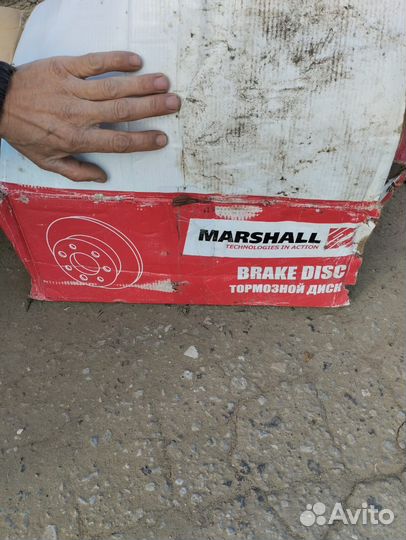 MARSHALL
TECHNOLOGIES IN ACTION
BRAKE DISC
ТОРМОЗНОЙ ДИСК
Avito